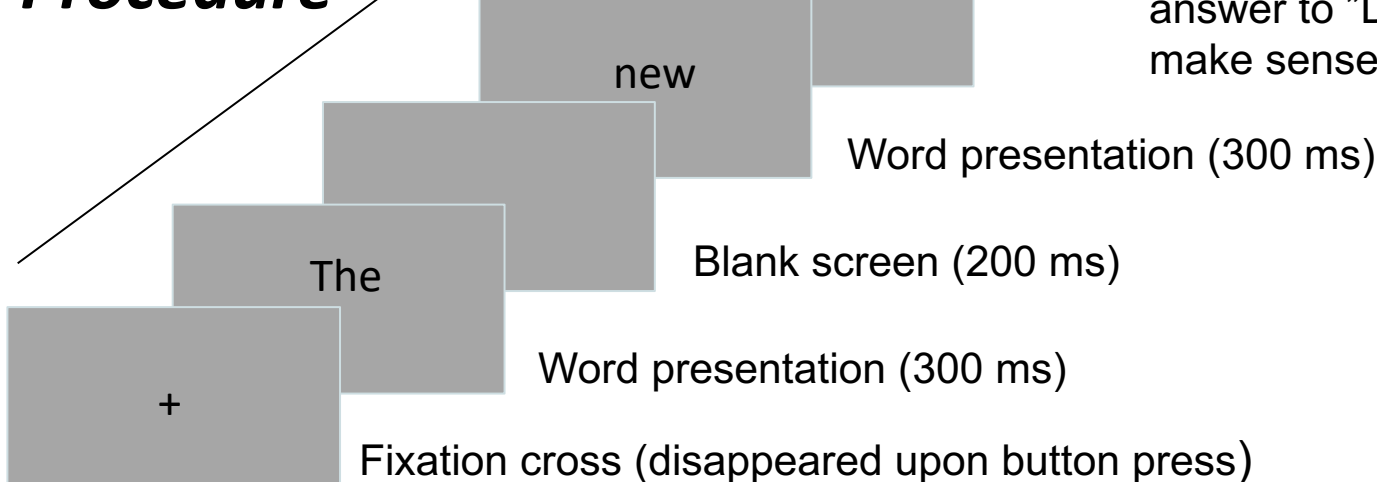 Procedure
answer to "D
make sense
new
Word presentation (300 ms)
Blank screen (200 ms)
The
Word presentation (300 ms)
+
Fixation cross (disappeared upon button press)